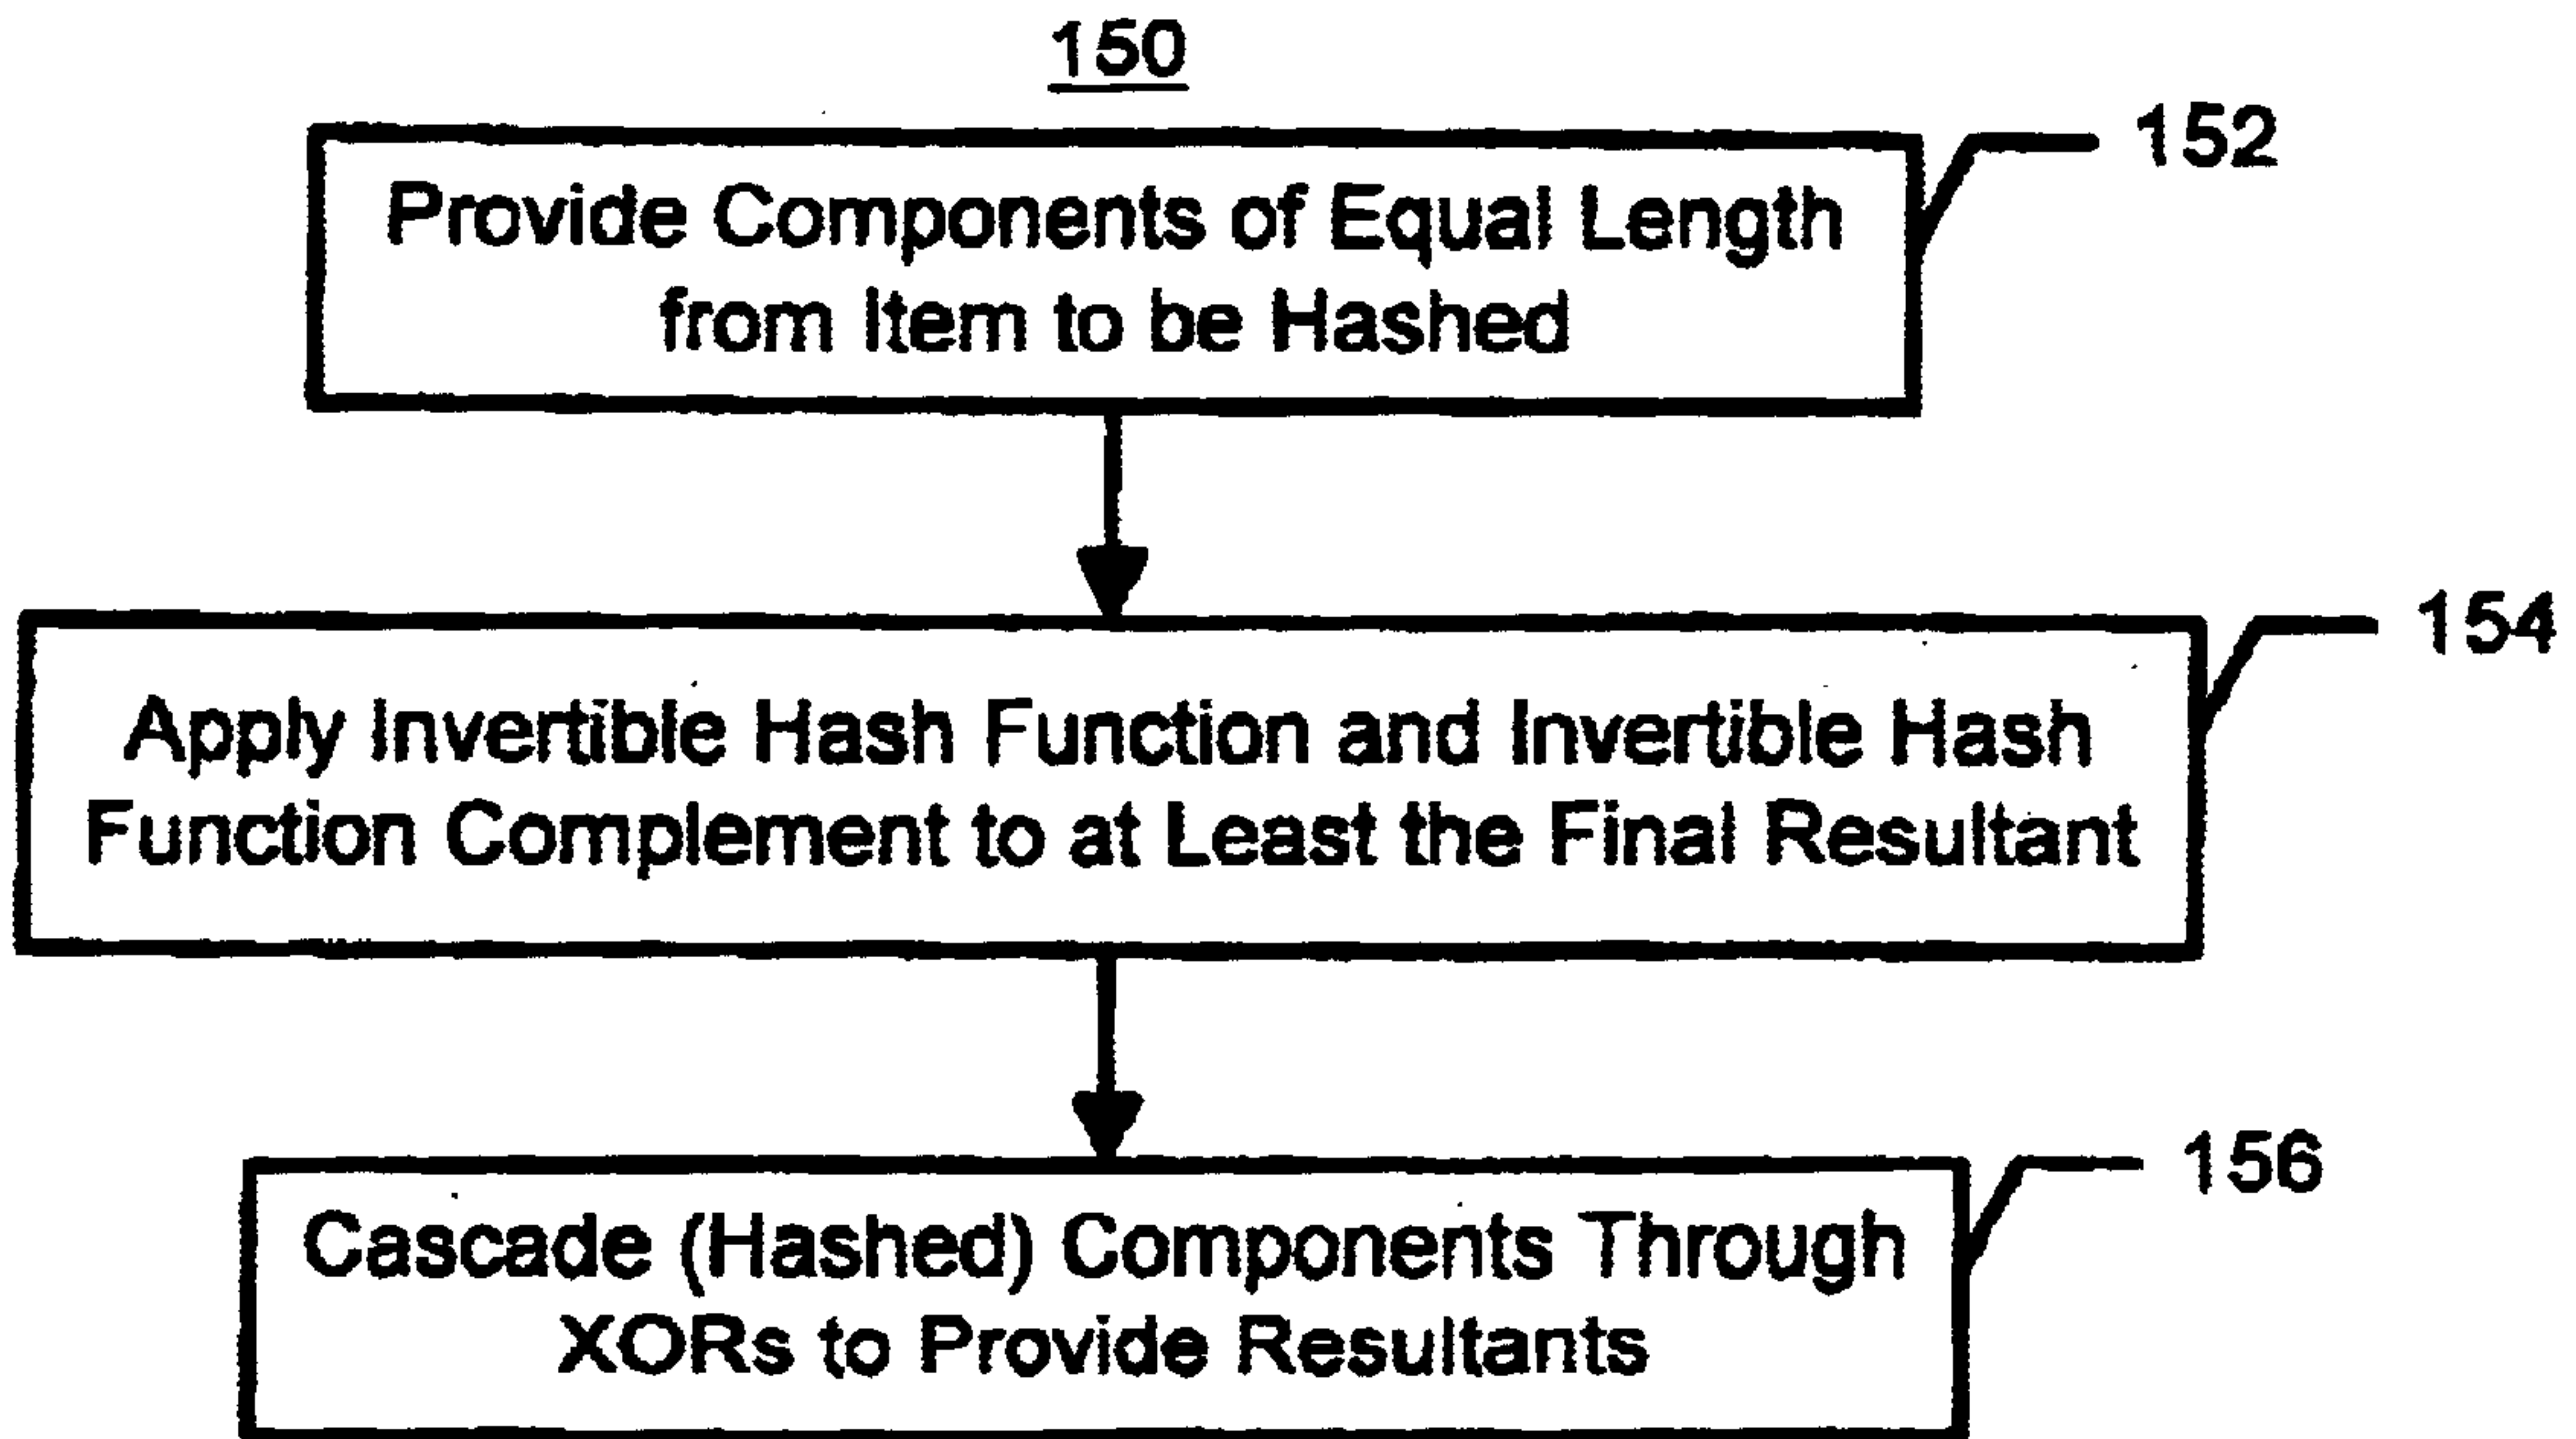 150
152
Provide Components of Equal Length
from Item to be Hashed
154
Apply Invertible Hash Function and Invertible Hash
Function Complement to at Least the Final Resultant
156
Cascade (Hashed) Components Through
XORs to Provide Resultants